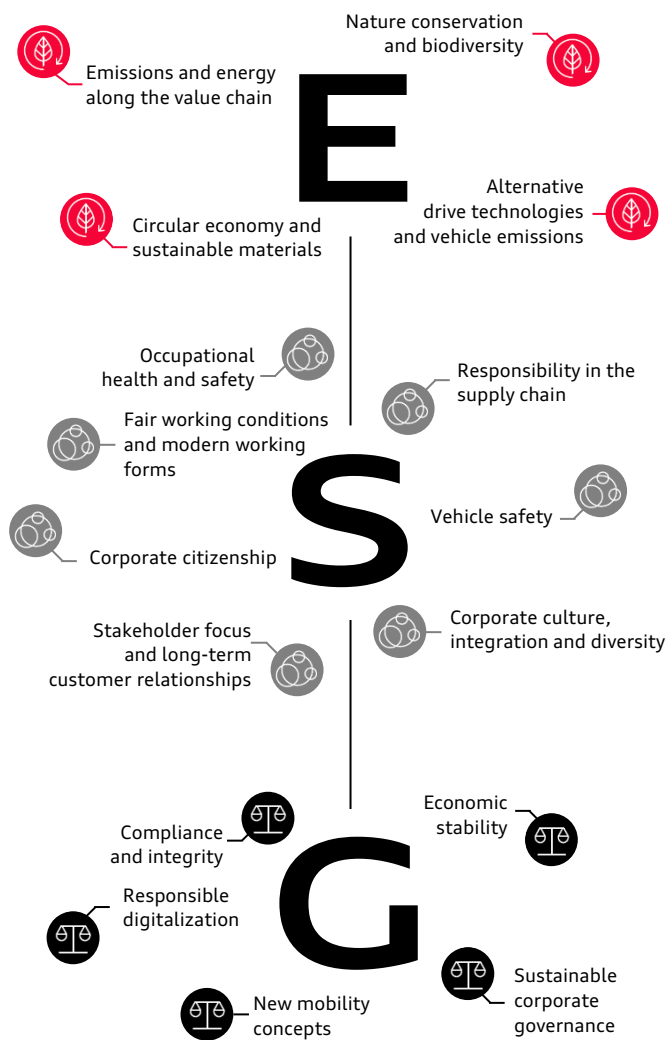 Nature conservation
and biodiversity
Emissions and energy
along the value chain
E
Alternative
drive technologies
and vehicle emissions
Circular economy and
sustainable materials
Occupational
health and safety
Responsibility in the
supply chain
Fair working conditions
and modern working
forms
S
Vehicle safety
Corporate citizenship
Corporate culture,
integration and diversity
Stakeholder focus
and long-term
customer relationships
Economic
stability
Compliance
and integrity
G
Responsible
digitalization
Sustainable
corporate
governance
New mobility
concepts